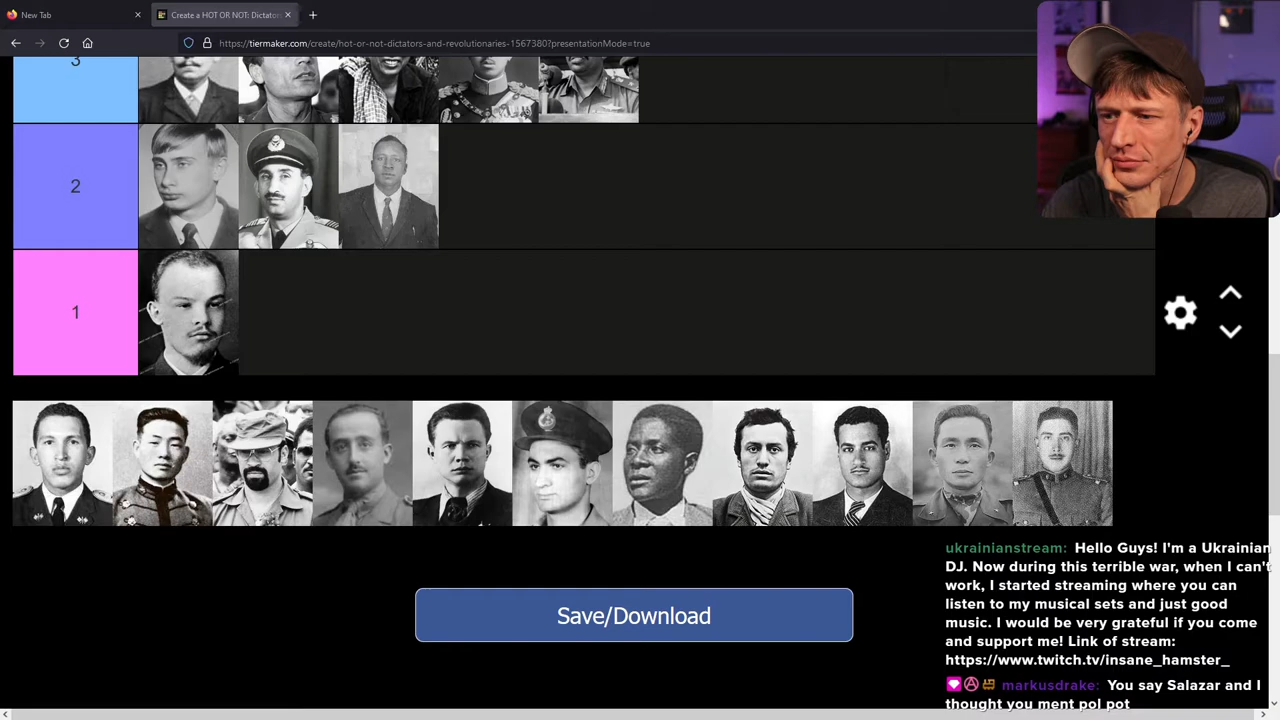 New Tab
Create a HOT OR NOT: Dictator
https://tiermaker.com/create/hot-or-not-dictators-and-revolutionaries-1567380?presentationMode=true
3
2
1
Save/Download
ukrainianstream: Hello Guys! I'm a Ukrainian
DJ. Now during this terrible war, when I can't
work, I started streaming where you can
listen to my musical sets and just good
music. I would be very grateful if you come
and support me! Link of stream:
https://www.twitch.tv/insane_hamster_
markusdrake: You say Salazar and I
thought you ment pol pot